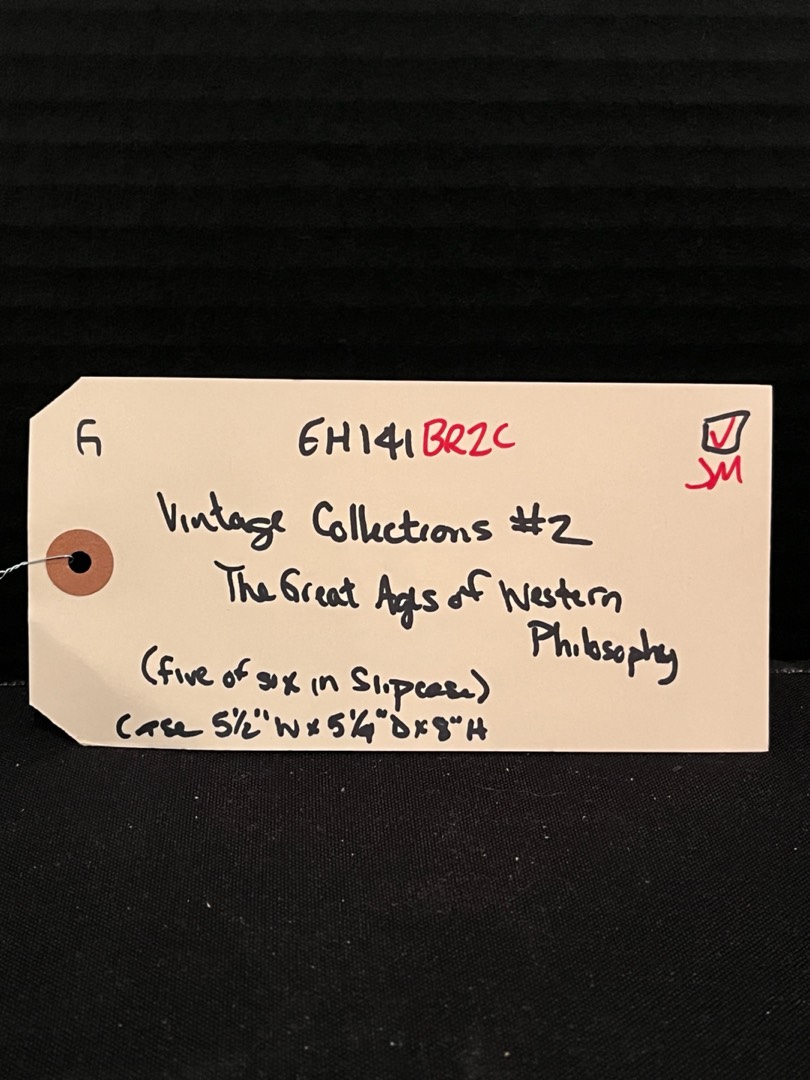 G EH141BR2C ☑
JM
Vintage Collections #2
The Great Ages of Western
Philosophy
(five of six in Slipcase)
Case 5½" W x 5¼" D x 8" H